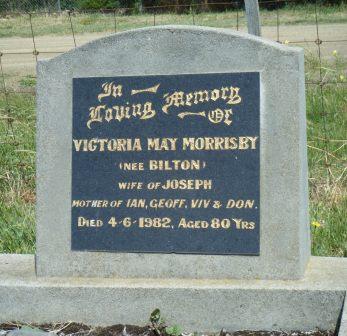 In
Loving Memory
Of
VICTORIA MAY MORRISBY
(NEE BILTON)
WIFE OF JOSEPH
MOTHER OF IAN, GEOFF, VIV & DON.
DIED 4-6-1982, AGED 80 YRS